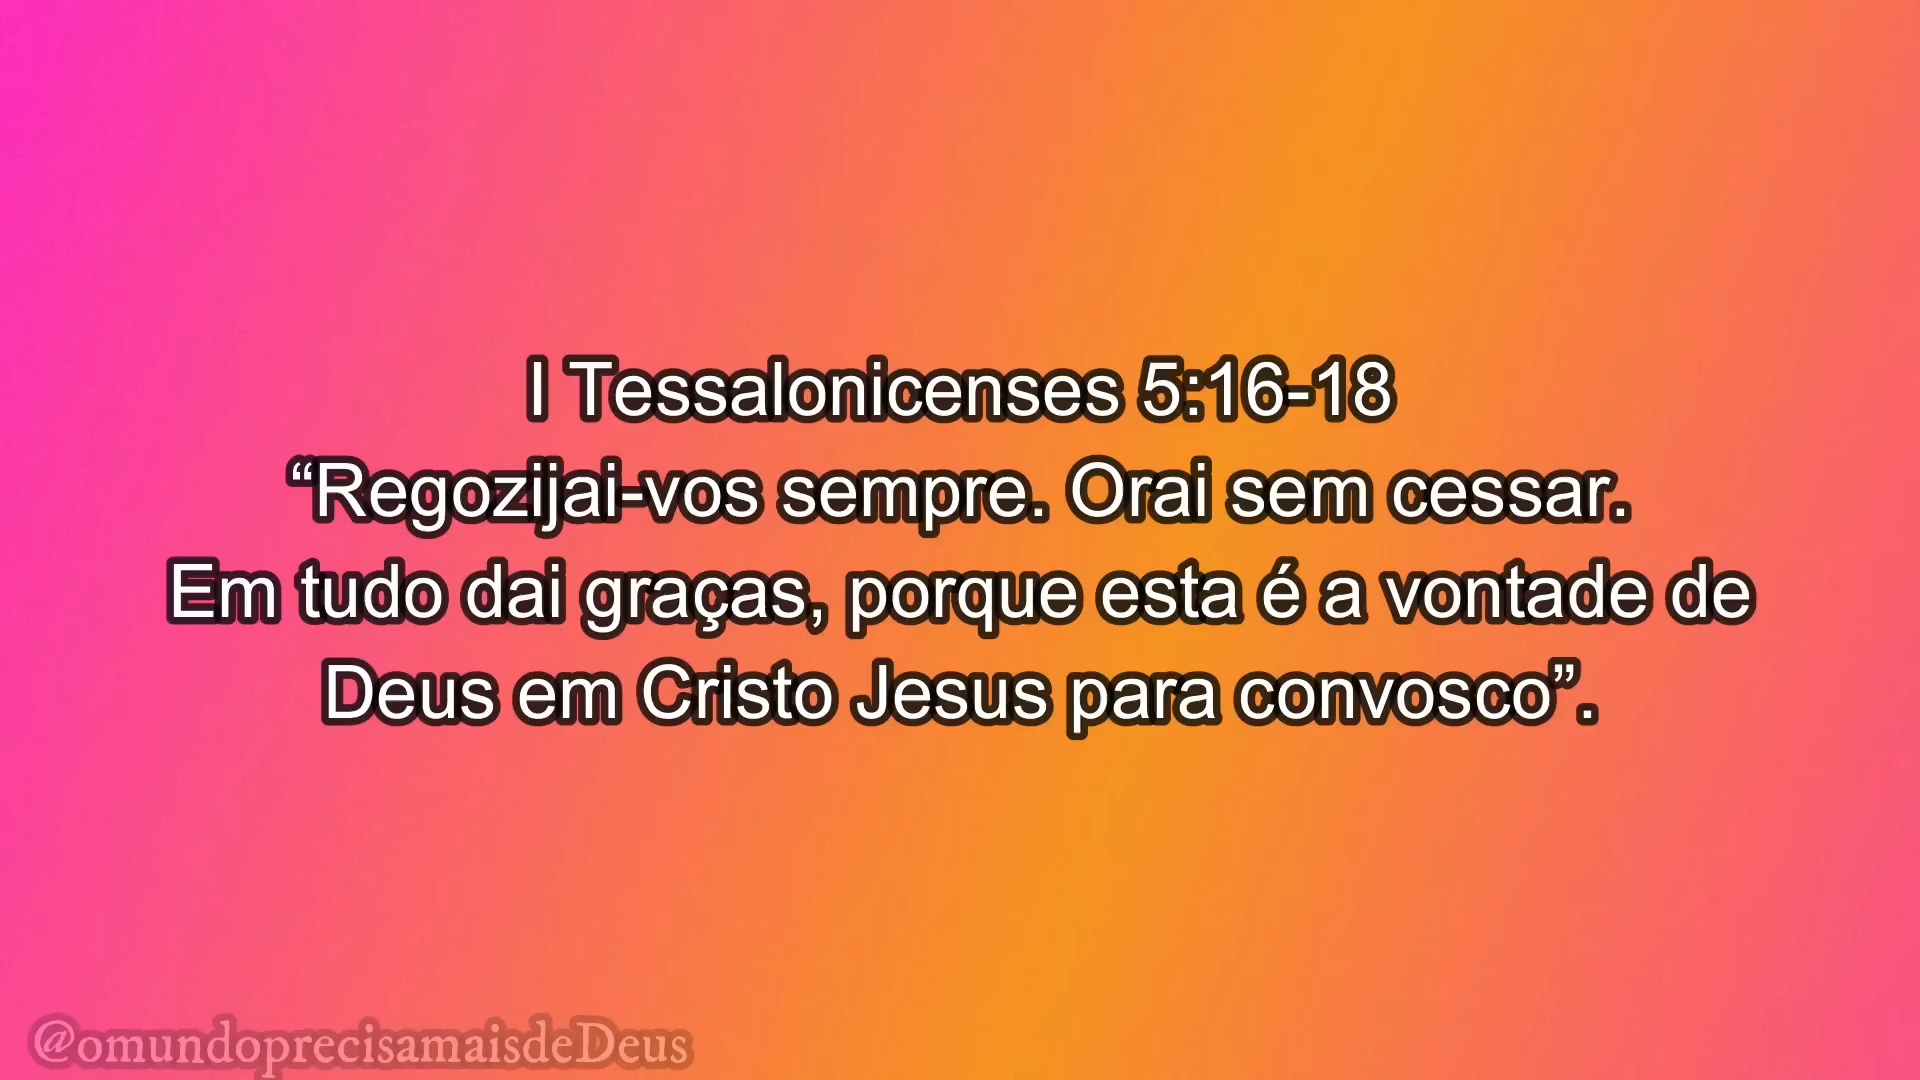 I Tessalonicenses 5:16-18
“Regozijai-vos sempre. Orai sem cessar.
Em tudo dai graças, porque esta é a vontade de
Deus em Cristo Jesus para convosco”.
@omundoprecisamaisdeDeus